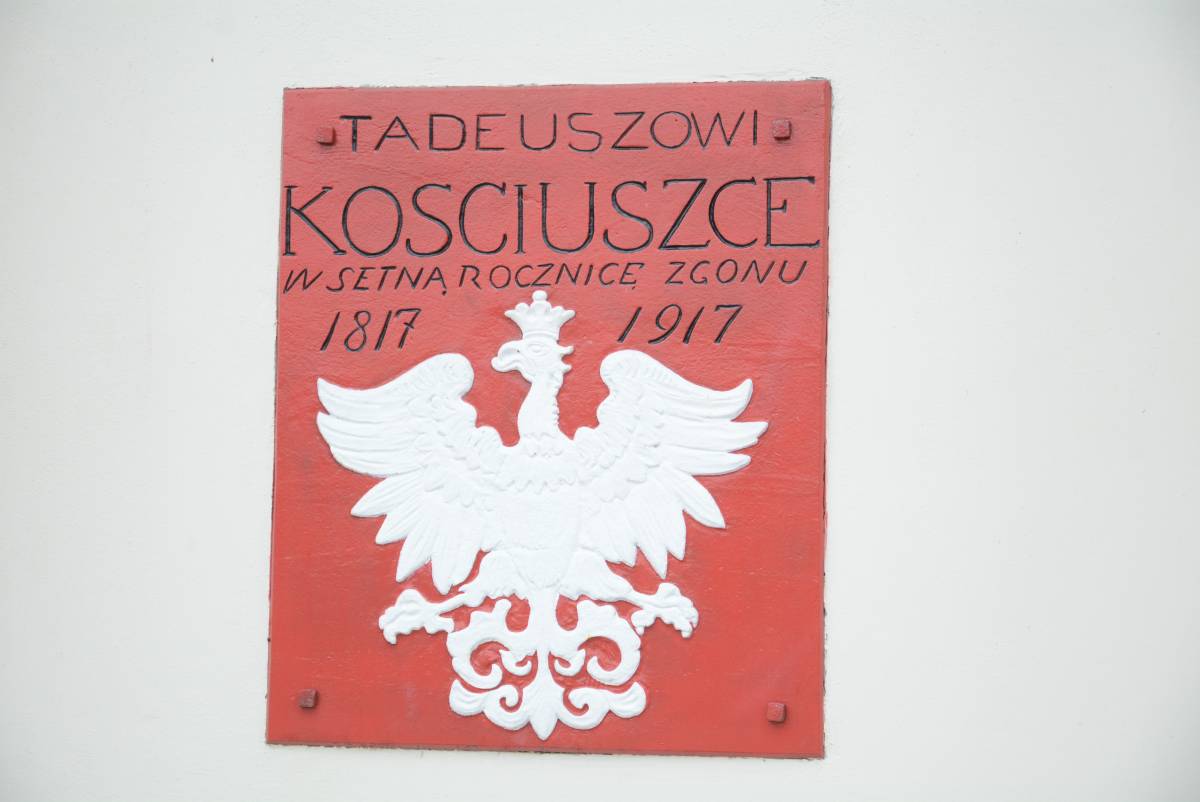 TADEUSZOWI
KOSCIUSZCE
W SETNĄ ROCZNICĘ ZGONU
1817 1917